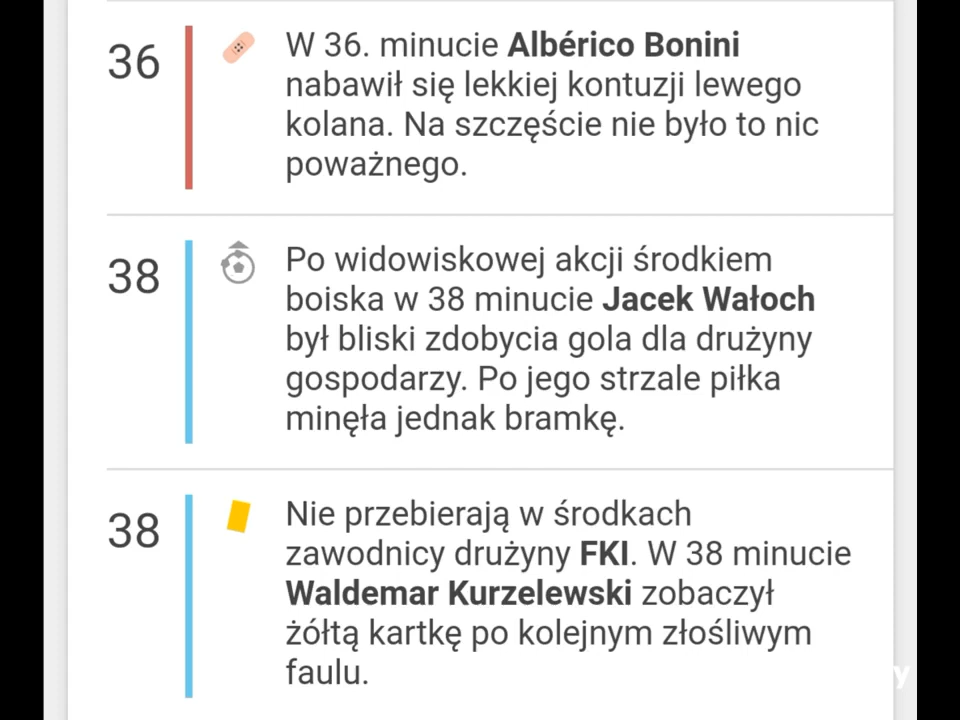 36
W 36. minucie Albérico Bonini
nabawił się lekkiej kontuzji lewego
kolana. Na szczęście nie było to nic
poważnego.
38
Po widowiskowej akcji środkiem
boiska w 38 minucie Jacek Wałoch
był bliski zdobycia gola dla drużyny
gospodarzy. Po jego strzale piłka
minęła jednak bramkę.
38
Nie przebierają w środkach
zawodnicy drużyny FKI. W 38 minucie
Waldemar Kurzelewski zobaczył
żółtą kartkę po kolejnym złośliwym
faulu.